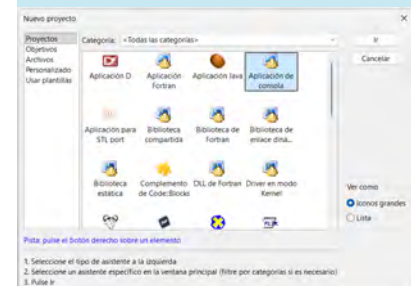 Nuevo proyecto
Proyectos
Objetivos
Archivos
Personalizado
Usar plantillas
Categoría: <Todas las categorías>
Ir
Cancelar
Aplicación D
Aplicación Fortran
Aplicación Java
Aplicación de consola
Aplicación para STL port
Biblioteca compartida
Biblioteca de Fortran
Biblioteca de enlace diná...
Biblioteca estática
Complemento de Code::Blocks
DLL de Fortran
Driver en modo Kernel
Ver como
Iconos grandes
Lista
Pista: pulse el botón derecho sobre un elemento
1. Seleccione el tipo de asistente a la izquierda
2. Seleccione un asistente específico en la ventana principal (filtre por categorías si es necesario)
3. Pulse Ir